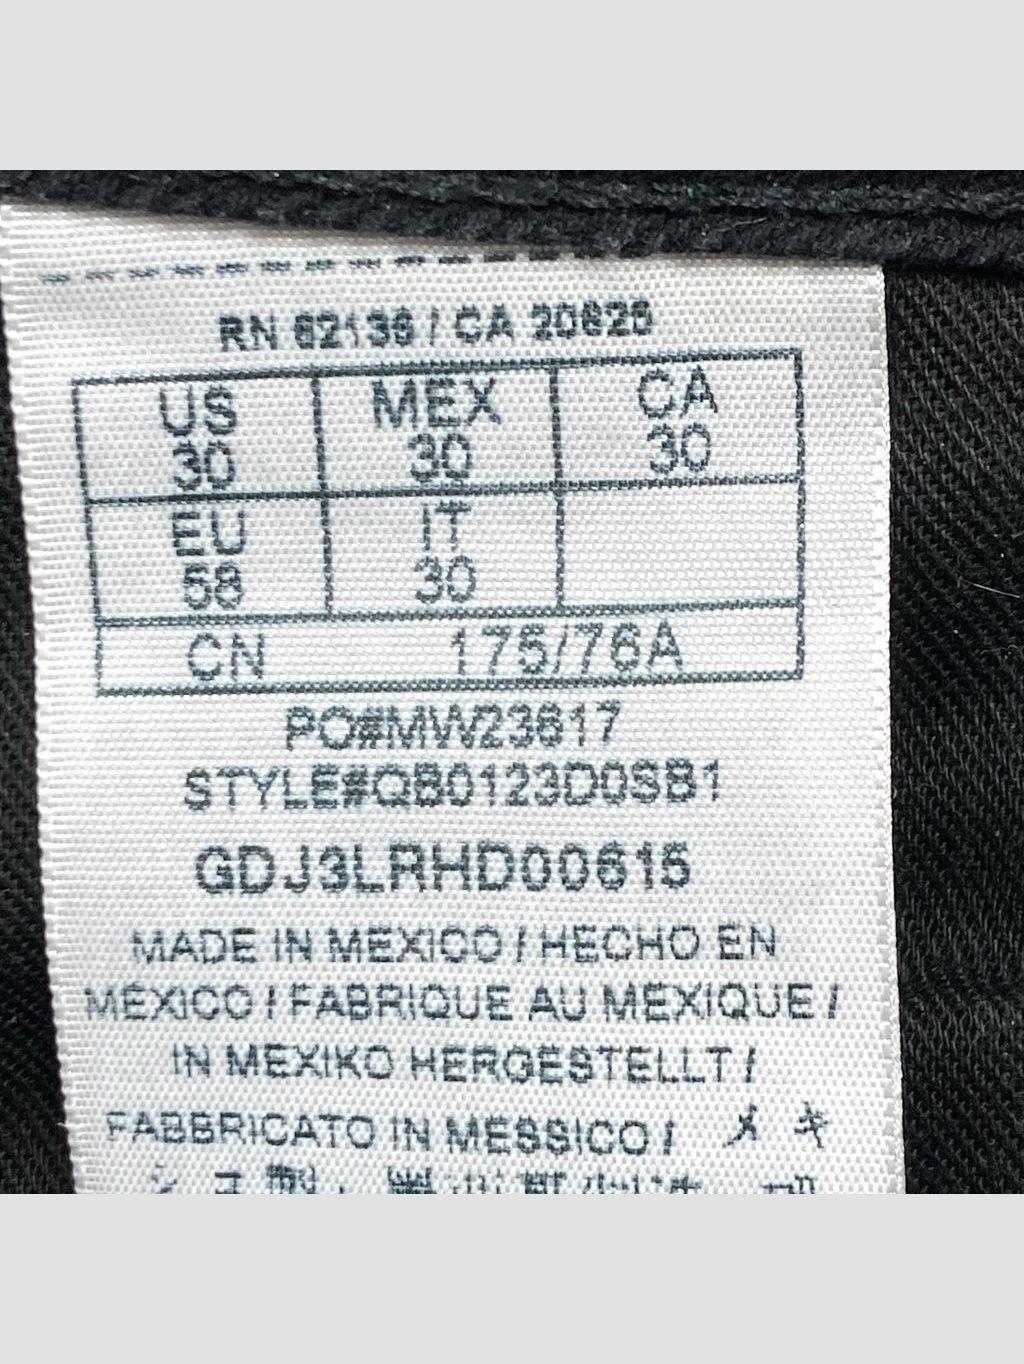 RN 62136 / CA 20625
US MEX CA
30 30 30
EU IT
58 30
CN 175/76A
PO#MW23617
STYLE#QB0123D0SB1
GDJ3LRHD00615
MADE IN MEXICO / HECHO EN
MÉXICO / FABRIQUE AU MEXIQUE /
IN MEXIKO HERGESTELLT /
FABBRICATO IN MESSICO / メキ